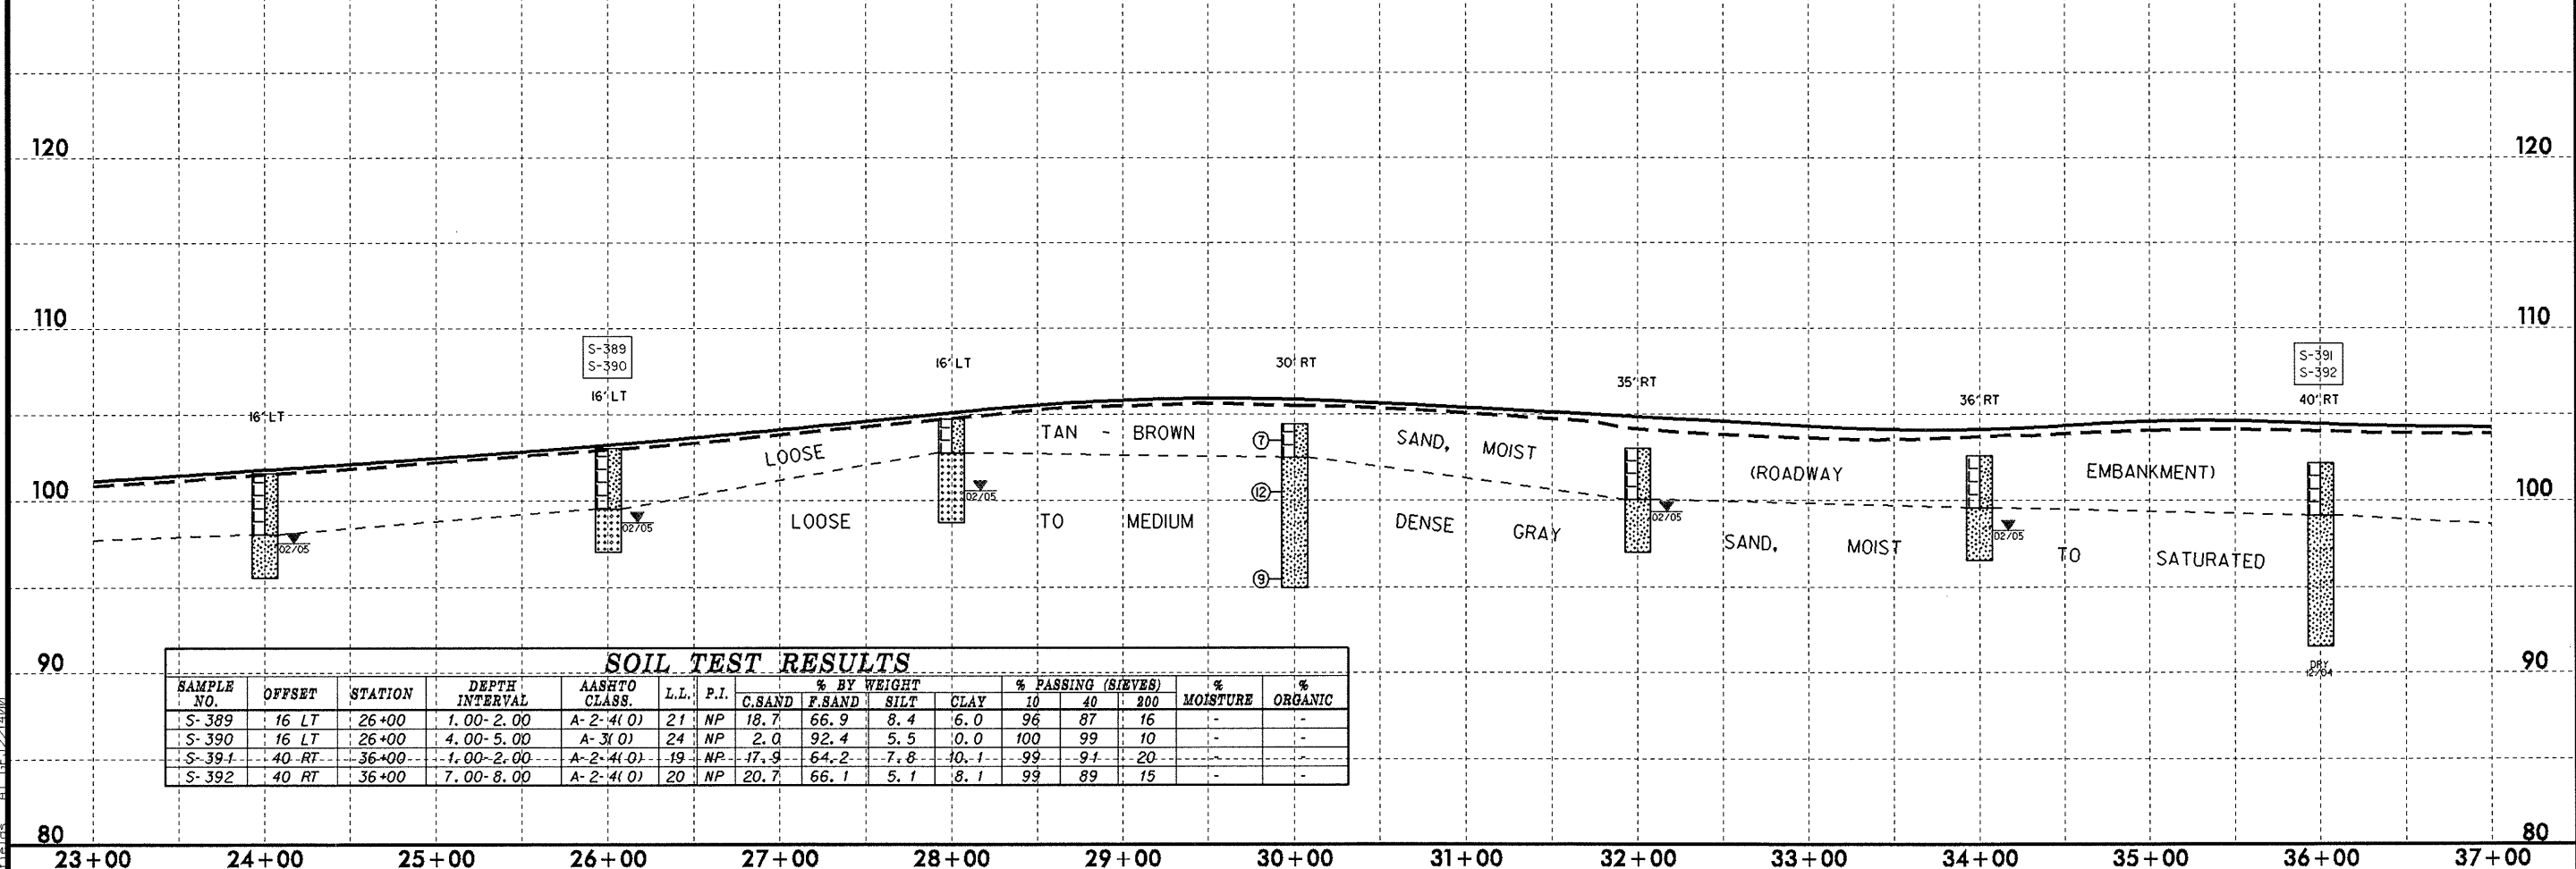 120 120
110 110
S-389
S-390
S-391
S-392
16' LT
16' LT
16' LT
30' RT
35' RT
36' RT
40' RT
LOOSE TAN - BROWN SAND, MOIST (ROADWAY EMBANKMENT)
7
12
9
100 100
LOOSE TO MEDIUM DENSE GRAY SAND, MOIST TO SATURATED
02/05
02/05
02/05
02/05
02/05
DRY
12/04
90 90
SOIL TEST RESULTS
SAMPLE NO. OFFSET STATION DEPTH INTERVAL AASHTO CLASS. L.L. P.I. % BY WEIGHT % PASSING (SIEVES) % MOISTURE % ORGANIC
C.SAND F.SAND SILT CLAY 10 40 200
S-389 16 LT 26+00 1.00-2.00 A-2-4(0) 21 NP 18.7 66.9 8.4 6.0 96 87 16 - -
S-390 16 LT 26+00 4.00-5.00 A-3(0) 24 NP 2.0 92.4 5.5 0.0 100 99 10 - -
S-391 40 RT 36+00 1.00-2.00 A-2-4(0) 19 NP 17.9 64.2 7.8 10.1 99 91 20 - -
S-392 40 RT 36+00 7.00-8.00 A-2-4(0) 20 NP 20.7 66.1 5.1 8.1 99 89 15 - -
80 80
23+00 24+00 25+00 26+00 27+00 28+00 29+00 30+00 31+00 32+00 33+00 34+00 35+00 36+00 37+00